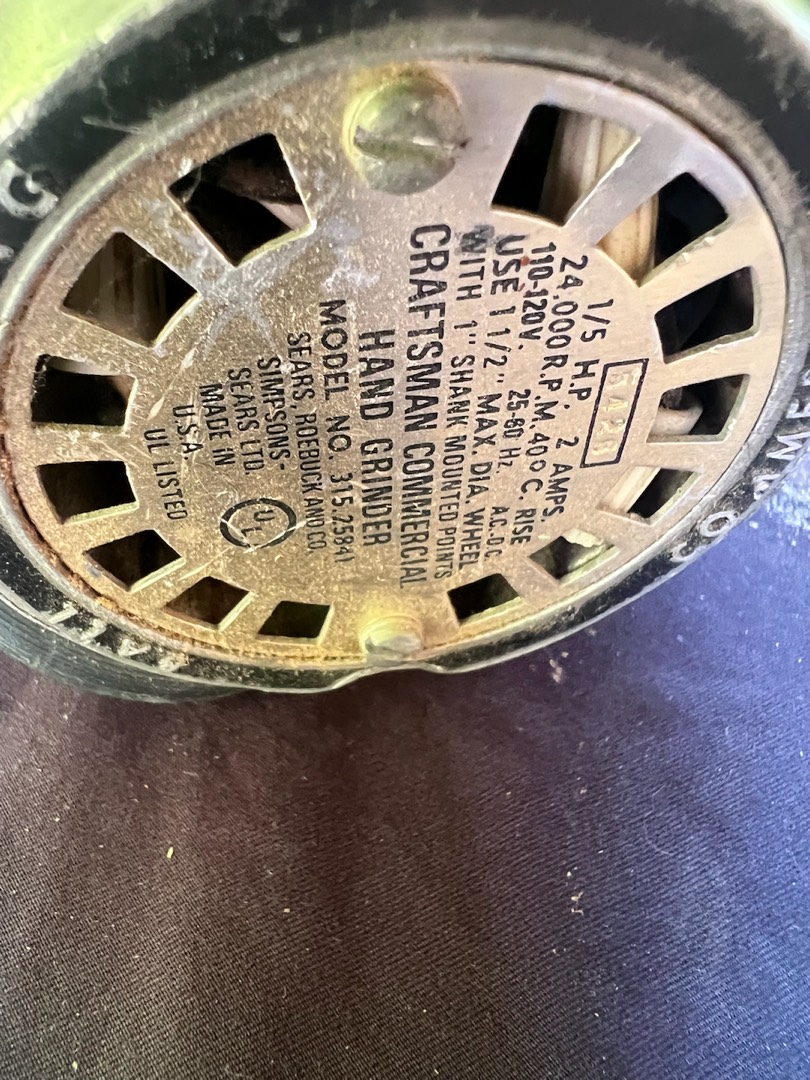 1/5 H.P. 2 AMPS.
24,000 R.P.M. 40°C. RISE
110-120V. 25-60 Hz. A.C.-D.C.
USE 1 1/2" MAX. DIA. WHEEL
WITH 1" SHANK MOUNTED POINTS
CRAFTSMAN COMMERCIAL
HAND GRINDER
MODEL NO. 315.25841
SEARS, ROEBUCK AND CO.
SIMPSONS-
SEARS LTD.
MADE IN
U.S.A.
UL LISTED
UL
BALL